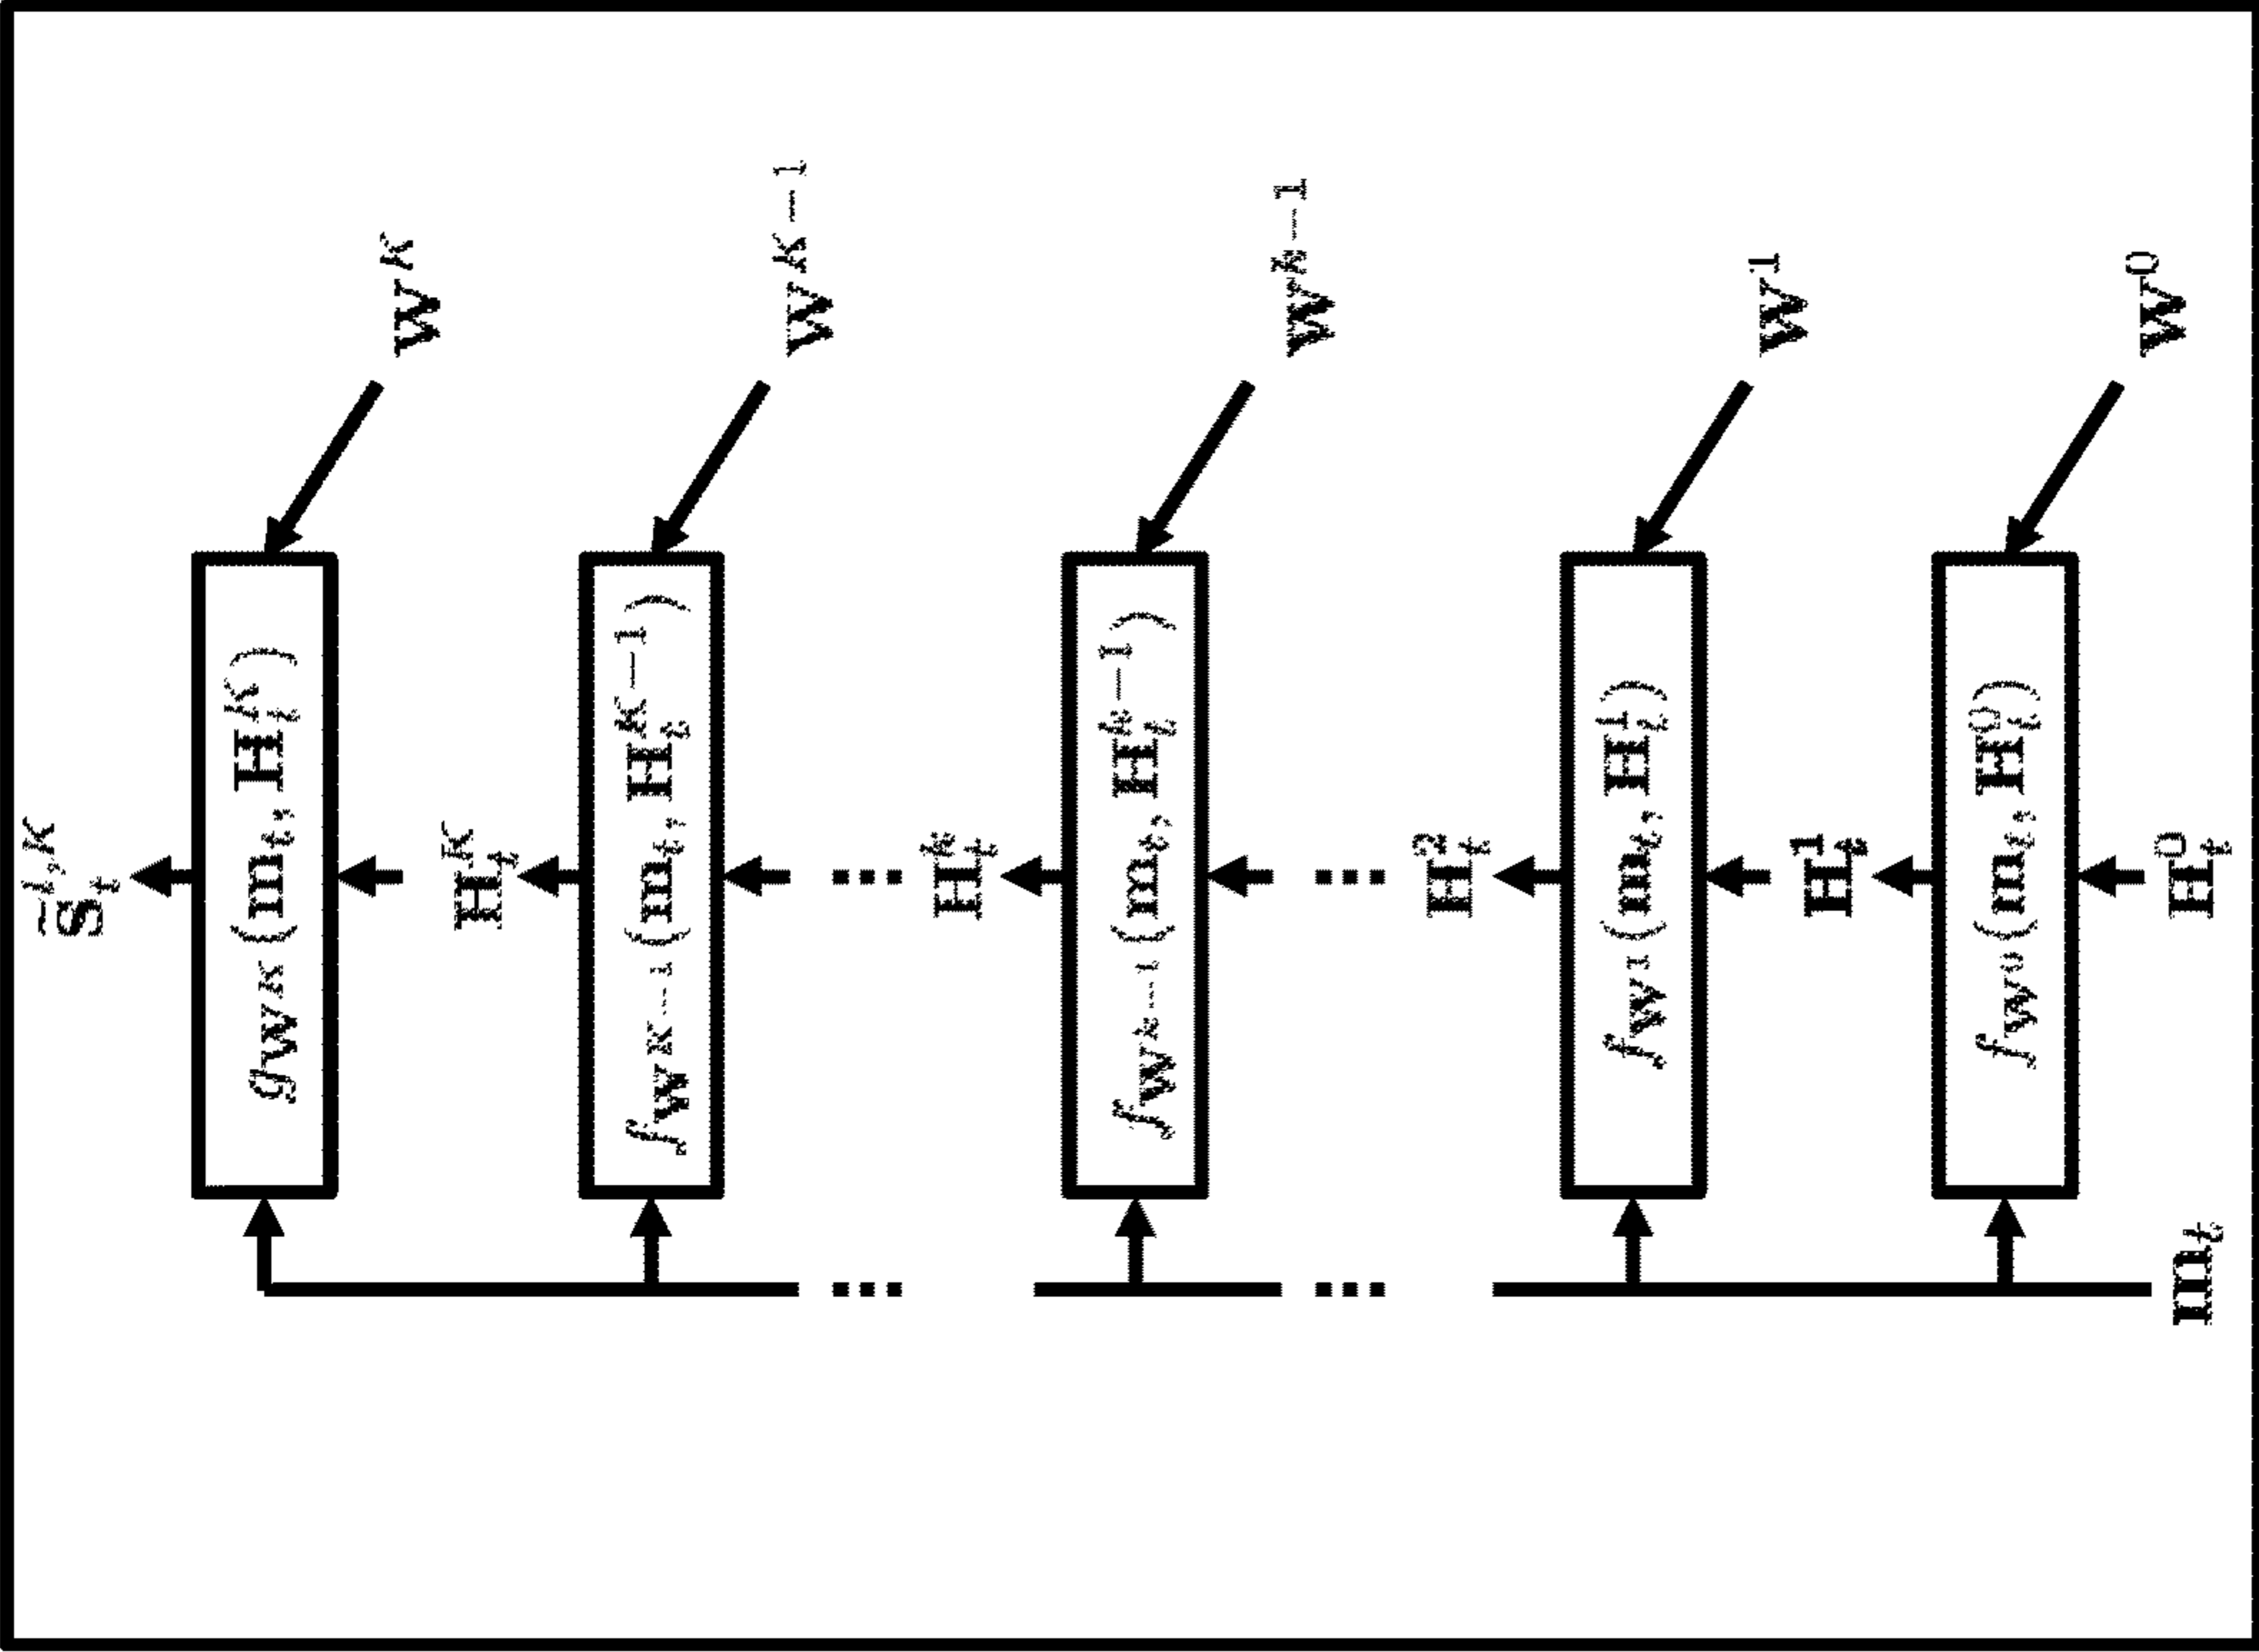 S̃_t^{l,K}
g_{W^K}(m_t, H_t^K)
W^K
H_t^K
f_{W^{K-1}}(m_t, H_t^{K-1})
W^{K-1}
...
H_t^k
f_{W^{k-1}}(m_t, H_t^{k-1})
W^{k-1}
...
H_t^2
f_{W^1}(m_t, H_t^1)
W^1
H_t^1
f_{W^0}(m_t, H_t^0)
W^0
H_t^0
m_t